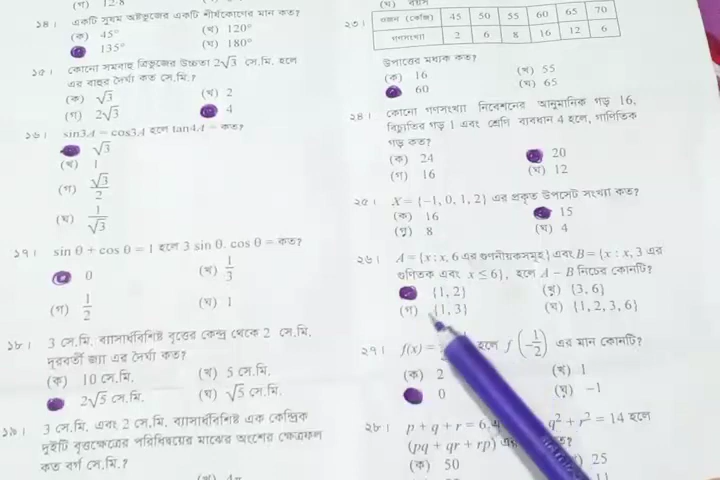 (গ) 12·8
১৪। একটি সুষম অষ্টভুজের একটি শীর্ষকোণের মান কত?
(ক) 45° (খ) 120°
135° (ঘ) 180°
১৫। কোনো সমবাহু ত্রিভুজের উচ্চতা 2√3 সে.মি. হলে
এর বাহুর দৈর্ঘ্য কত সে.মি.?
(ক) √3 (খ) 2
(গ) 2√3 4
১৬। sin3A = cos3A হলে tan4A = কত?
√3
(খ) 1
(গ) √3/2
(ঘ) 1/√3
১৭। sin θ + cos θ = 1 হলে 3 sin θ. cos θ = কত?
0 (খ) 1/3
(গ) 1/2 (ঘ) 1
১৮। 3 সে.মি. ব্যাসার্ধবিশিষ্ট বৃত্তের কেন্দ্র থেকে 2 সে.মি.
দূরবর্তী জ্যা এর দৈর্ঘ্য কত?
(ক) 10 সে.মি. (খ) 5 সে.মি.
2√5 সে.মি. (ঘ) √5 সে.মি.
১৯। 3 সে.মি. এবং 2 সে.মি. ব্যাসার্ধবিশিষ্ট এক কেন্দ্রিক
দুইটি বৃত্তক্ষেত্রের পরিধিদ্বয়ের মাঝের অংশের ক্ষেত্রফল
কত বর্গ সে.মি.?
২৩। ওজন (কেজি) 45 50 55 60 65 70
গণসংখ্যা 2 6 8 16 12 6
উপাত্তের মধ্যক কত?
(ক) 16 (খ) 55
60 (ঘ) 65
২৪। কোনো গণসংখ্যা নিবেশনের আনুমানিক গড় 16,
বিচ্যুতির গড় 1 এবং শ্রেণি ব্যবধান 4 হলে, গাণিতিক
গড় কত?
(ক) 24 20
(গ) 16 (ঘ) 12
২৫। X = {−1, 0, 1, 2} এর প্রকৃত উপসেট সংখ্যা কত?
(ক) 16 15
(গ) 8 (ঘ) 4
২৬। A = {x : x, 6 এর গুণনীয়কসমূহ} এবং B = {x : x, 3 এর
গুণিতক এবং x ≤ 6}, হলে A − B নিচের কোনটি?
{1, 2} (খ) {3, 6}
(গ) {1, 3} (ঘ) {1, 2, 3, 6}
২৭। f(x) = হলে f(−1/2) এর মান কোনটি?
(ক) 2 (খ) 1
0 (ঘ) −1
২৮। p + q + r = 6, q² + r² = 14 হলে
(pq + qr + rp)
(ক) 50 25